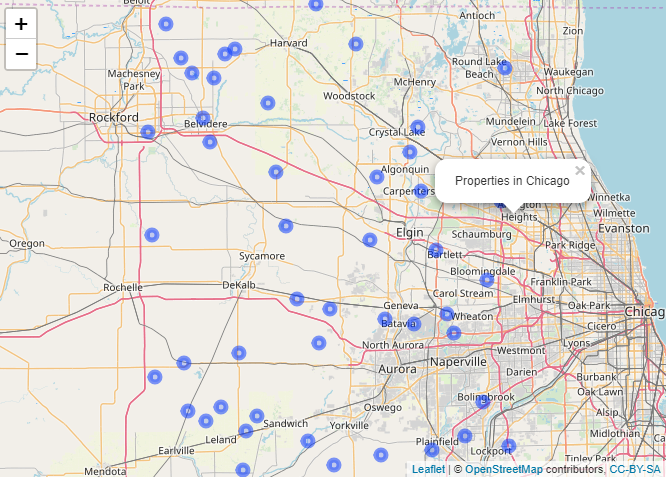 +
−
Beloit
Antioch
Zion
Harvard
Round Lake
Beach
Waukegan
Machesney
Park
Woodstock
McHenry
North Chicago
Rockford
Belvidere
Crystal Lake
Mundelein
Lake Forest
Vernon Hills
Algonquin
Properties in Chicago
×
Carpenters
Winnetka
Heights
Wilmette
Oregon
Elgin
Schaumburg
Evanston
Park Ridge
Sycamore
Bartlett
Bloomingdale
Rochelle
DeKalb
Carol Stream
Franklin Park
Geneva
Elmhurst
Oak Park
Batavia
Wheaton
Chicag
Cicero
North Aurora
Westmont
Lyons
Aurora
Naperville
Darien
Burbank
Oswego
Bolingbrook
Oak Lawn
Alsip
Sandwich
Yorkville
Leland
Plainfield
Midlothian
Earlville
Lockport
Tinley Park
Mendota
Leaflet | © OpenStreetMap contributors, CC-BY-SA